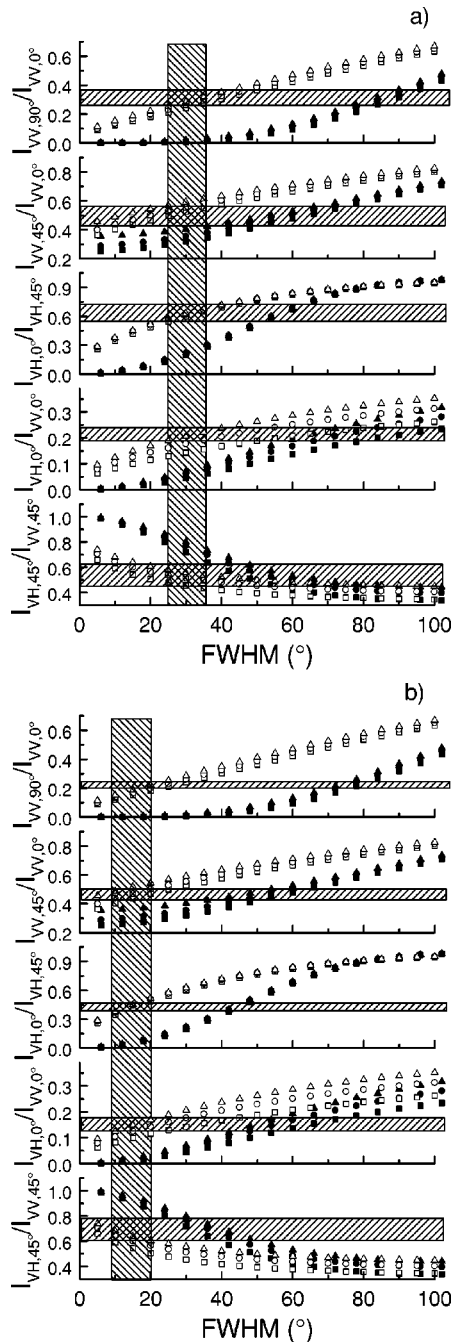 a)
I_VV,90°/I_VV,0°
0.6
0.4
0.2
0.0
I_VV,45°/I_VV,0°
0.8
0.6
0.4
0.2
I_VH,0°/I_VH,45°
0.9
0.6
0.3
0.0
I_VH,0°/I_VV,0°
0.3
0.2
0.1
0.0
I_VH,45°/I_VV,45°
1.0
0.8
0.6
0.4
0 20 40 60 80 100
FWHM (°)
b)
I_VV,90°/I_VV,0°
0.6
0.4
0.2
0.0
I_VV,45°/I_VV,0°
0.8
0.6
0.4
0.2
I_VH,0°/I_VH,45°
0.9
0.6
0.3
0.0
I_VH,0°/I_VV,0°
0.3
0.2
0.1
0.0
I_VH,45°/I_VV,45°
1.0
0.8
0.6
0.4
0 20 40 60 80 100
FWHM (°)